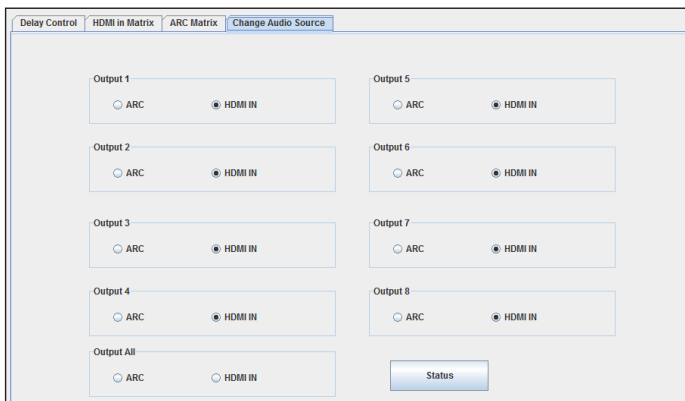 Delay Control HDMI in Matrix ARC Matrix Change Audio Source
Output 1 Output 5
ARC HDMI IN ARC HDMI IN
Output 2 Output 6
ARC HDMI IN ARC HDMI IN
Output 3 Output 7
ARC HDMI IN ARC HDMI IN
Output 4 Output 8
ARC HDMI IN ARC HDMI IN
Output All
ARC HDMI IN Status